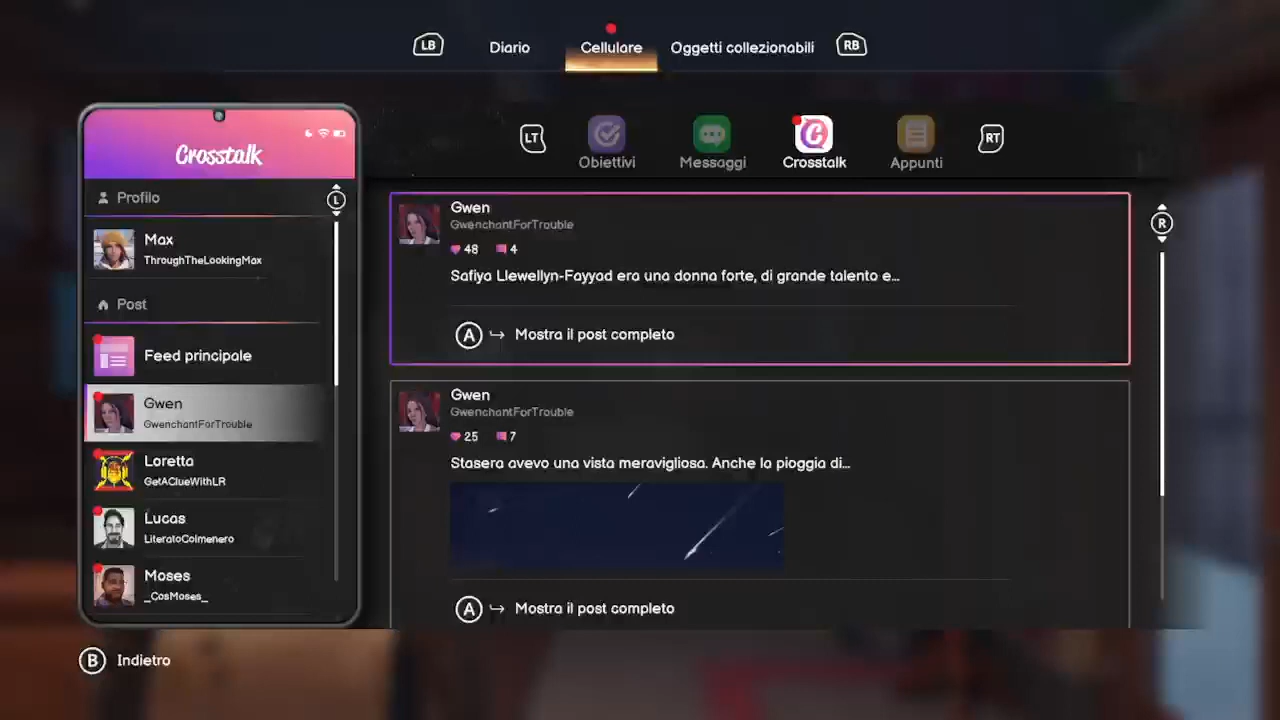 LB Diario Cellulare Oggetti collezionabili RB
Crosstalk
LT Obiettivi Messaggi Crosstalk Appunti RT
Profilo
L
Max
ThroughTheLookingMax
Post
Feed principale
Gwen
GwenchantForTrouble
Loretta
GetAClueWithLR
Lucas
LiteratoColmenero
Moses
_CosMoses_
Gwen
GwenchantForTrouble
48 4
Safiya Llewellyn-Fayyad era una donna forte, di grande talento e...
A Mostra il post completo
R
Gwen
GwenchantForTrouble
25 7
Stasera avevo una vista meravigliosa. Anche la pioggia di...
A Mostra il post completo
B Indietro